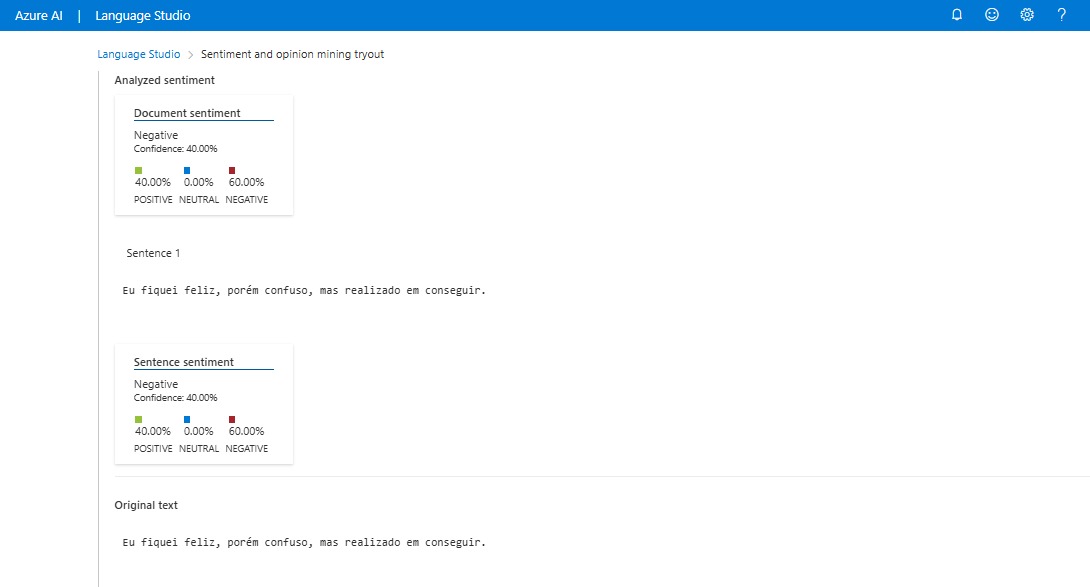 Azure AI | Language Studio
Language Studio > Sentiment and opinion mining tryout
Analyzed sentiment
Document sentiment
Negative
Confidence: 40.00%
40.00% 0.00% 60.00%
POSITIVE NEUTRAL NEGATIVE
Sentence 1
Eu fiquei feliz, porém confuso, mas realizado em conseguir.
Sentence sentiment
Negative
Confidence: 40.00%
40.00% 0.00% 60.00%
POSITIVE NEUTRAL NEGATIVE
Original text
Eu fiquei feliz, porém confuso, mas realizado em conseguir.